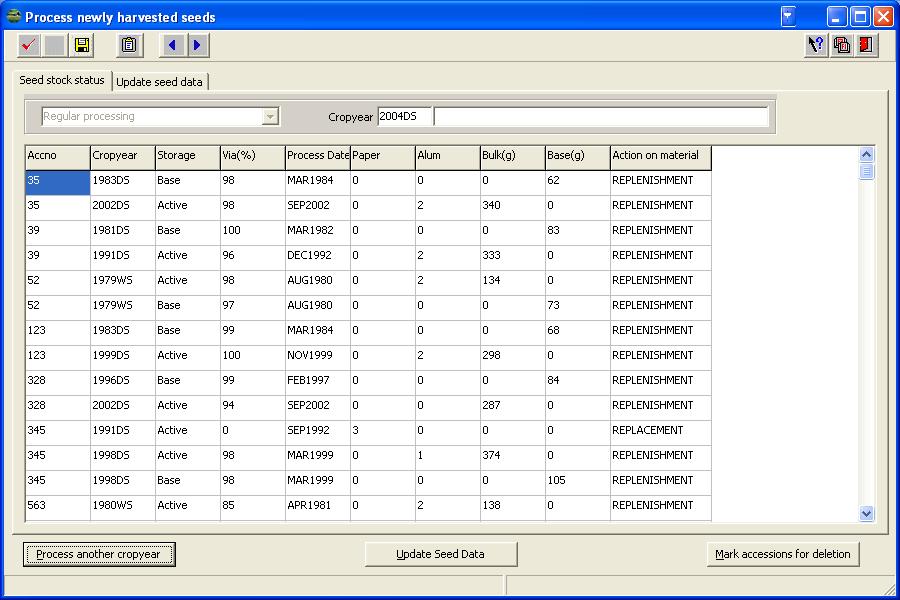 Process newly harvested seeds
Seed stock status Update seed data
Regular processing Cropyear 2004DS
Accno Cropyear Storage Via(%) Process Date Paper Alum Bulk(g) Base(g) Action on material
35 1983DS Base 98 MAR1984 0 0 0 62 REPLENISHMENT
35 2002DS Active 98 SEP2002 0 2 340 0 REPLENISHMENT
39 1981DS Base 100 MAR1982 0 0 0 83 REPLENISHMENT
39 1991DS Active 96 DEC1992 0 2 333 0 REPLENISHMENT
52 1979WS Active 98 AUG1980 0 2 134 0 REPLENISHMENT
52 1979WS Base 97 AUG1980 0 0 0 73 REPLENISHMENT
123 1983DS Base 99 MAR1984 0 0 0 68 REPLENISHMENT
123 1999DS Active 100 NOV1999 0 2 298 0 REPLENISHMENT
328 1996DS Base 99 FEB1997 0 0 0 84 REPLENISHMENT
328 2002DS Active 94 SEP2002 0 0 287 0 REPLENISHMENT
345 1991DS Active 0 SEP1992 3 0 0 0 REPLACEMENT
345 1998DS Active 98 MAR1999 0 1 374 0 REPLENISHMENT
345 1998DS Base 98 MAR1999 0 0 0 105 REPLENISHMENT
563 1980WS Active 85 APR1981 0 2 138 0 REPLENISHMENT
Process another cropyear Update Seed Data Mark accessions for deletion